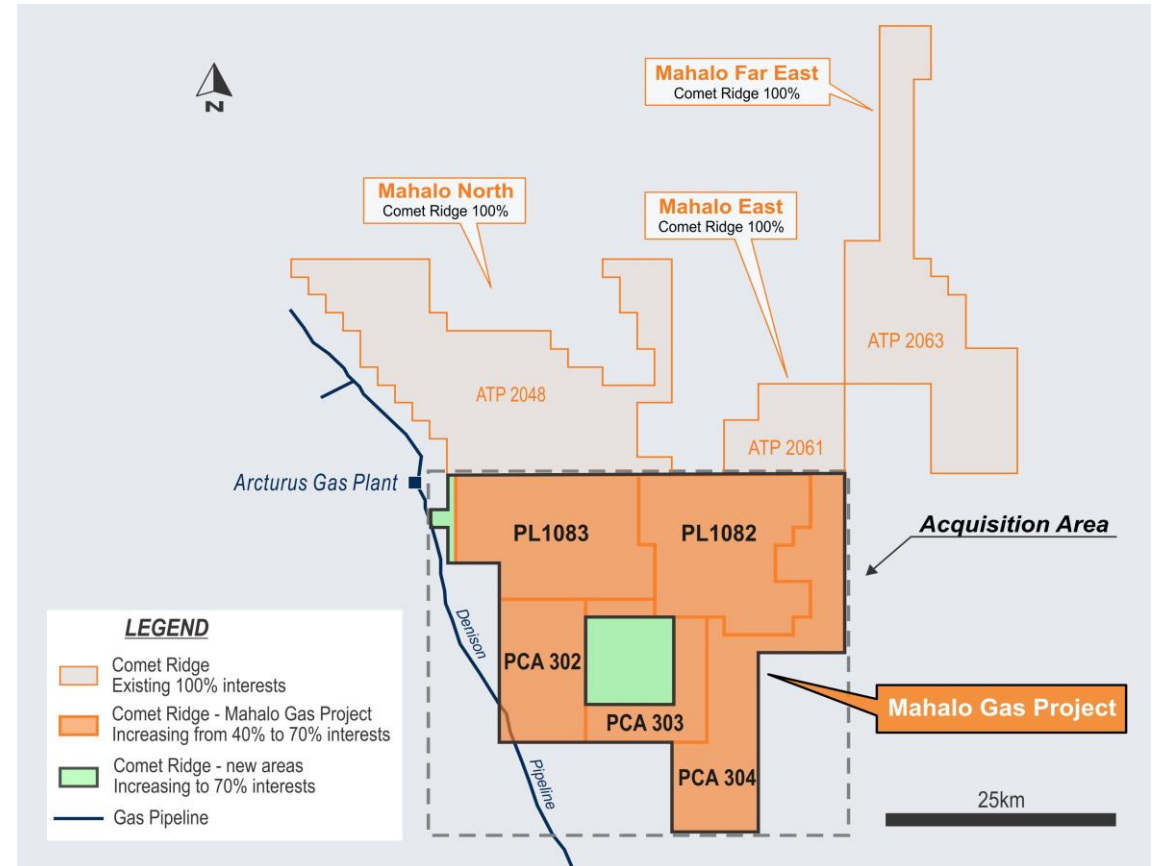 N
Mahalo Far East
Comet Ridge 100%
Mahalo North
Comet Ridge 100%
Mahalo East
Comet Ridge 100%
ATP 2063
ATP 2048
ATP 2061
Arcturus Gas Plant
PL1083
PL1082
Acquisition Area
Denison
Pipeline
PCA 302
PCA 303
PCA 304
Mahalo Gas Project
25km
LEGEND
Comet Ridge
Existing 100% interests
Comet Ridge - Mahalo Gas Project
Increasing from 40% to 70% interests
Comet Ridge - new areas
Increasing to 70% interests
Gas Pipeline